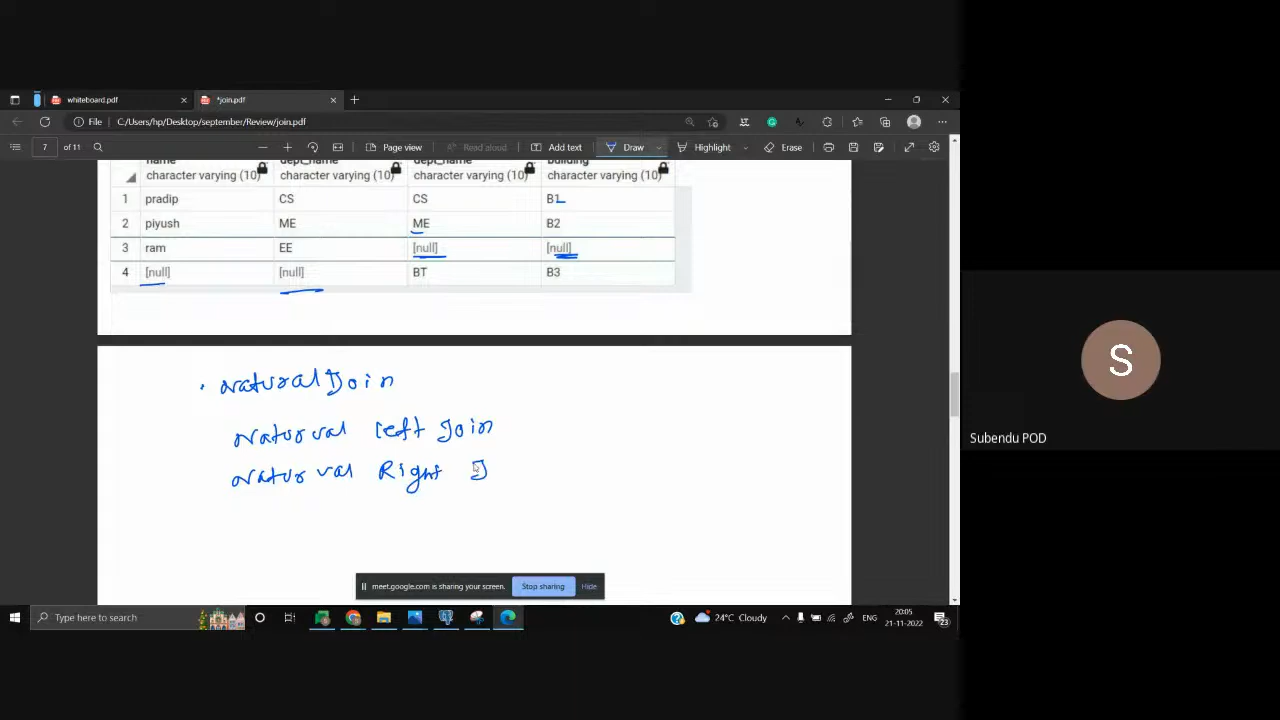 whiteboard.pdf
*join.pdf
File C:/Users/hp/Desktop/september/Review/join.pdf
7 of 11 Page view Read aloud Add text Draw Highlight Erase
name dept_name dept_name building
character varying (10) character varying (10) character varying (10) character varying (10)
1 pradip CS CS B1
2 piyush ME ME B2
3 ram EE [null] [null]
4 [null] [null] BT B3
. Natural Join
Natural left Join
Natural Right J
meet.google.com is sharing your screen. Stop sharing Hide
S
Subendu POD
Type here to search
24°C Cloudy
ENG
20:05
21-11-2022
23